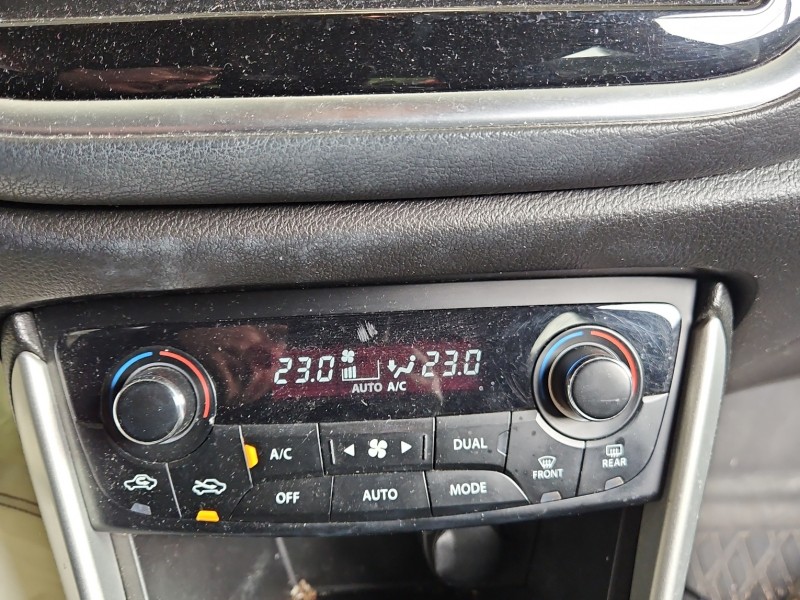 23.0 23.0
AUTO A/C
A/C DUAL
FRONT REAR
OFF AUTO MODE